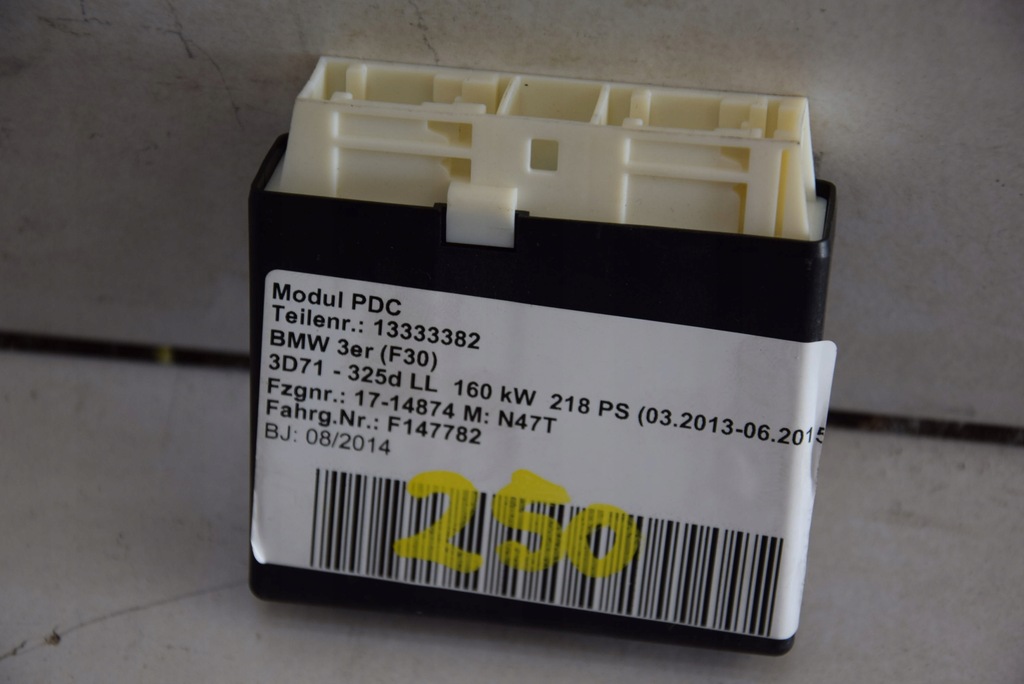 Modul PDC
Teilenr.: 13333382
BMW 3er (F30)
3D71 - 325d LL 160 kW 218 PS (03.2013-06.2015
Fzgnr.: 17-14874 M: N47T
Fahrg.Nr.: F147782
BJ: 08/2014
250